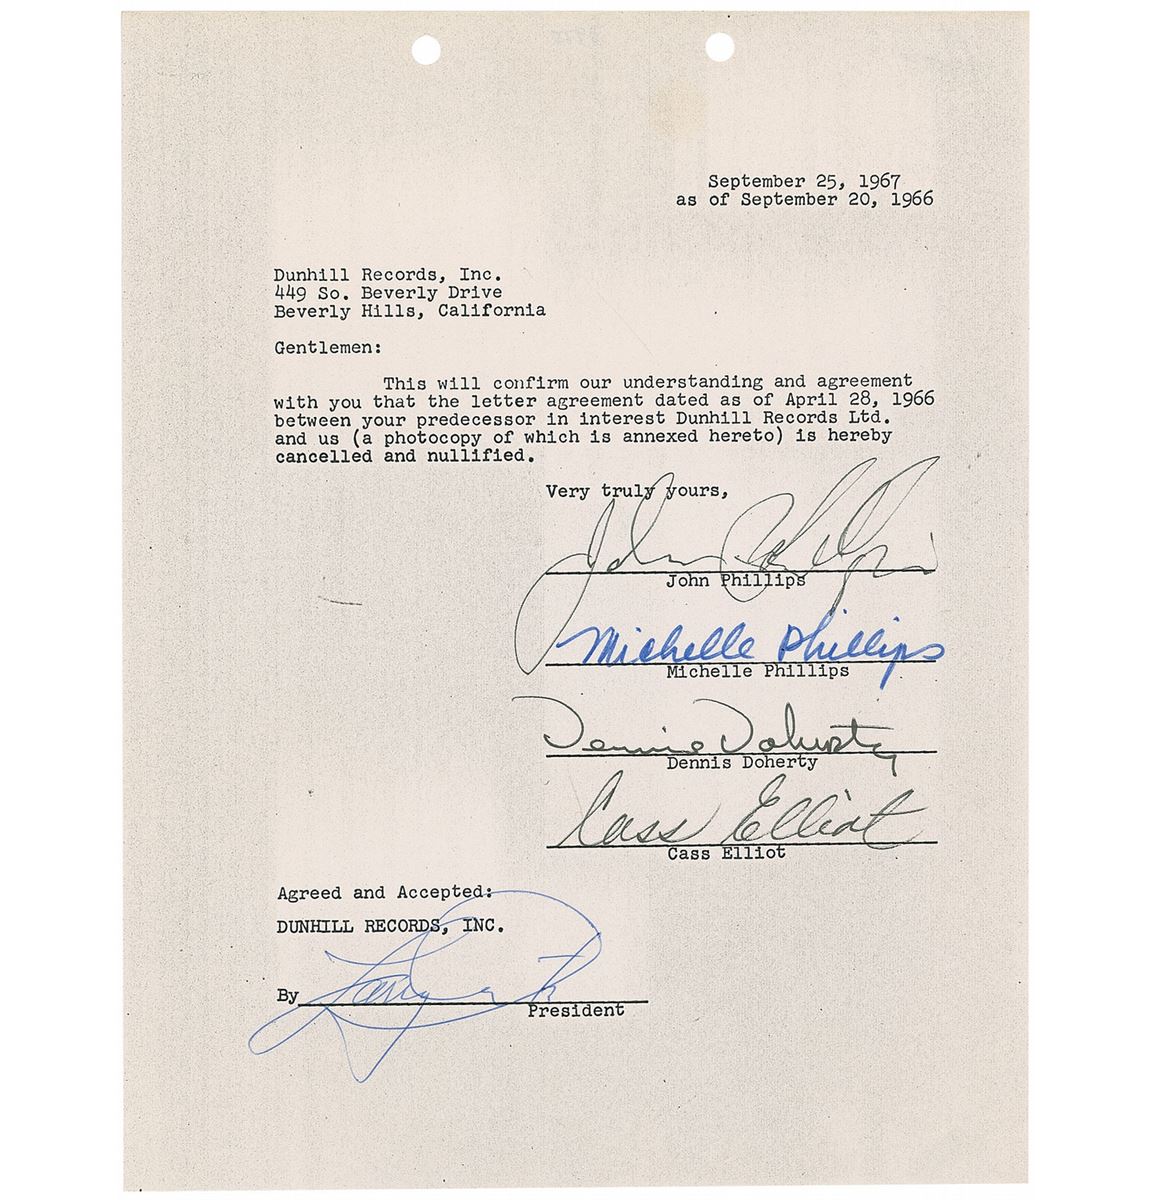 September 25, 1967
as of September 20, 1966
Dunhill Records, Inc.
449 So. Beverly Drive
Beverly Hills, California
Gentlemen:
This will confirm our understanding and agreement
with you that the letter agreement dated as of April 28, 1966
between your predecessor in interest Dunhill Records Ltd.
and us (a photocopy of which is annexed hereto) is hereby
cancelled and nullified.
Very truly yours,
John Phillips
John Phillips
Michelle Phillips
Michelle Phillips
Dennis Doherty
Dennis Doherty
Cass Elliot
Cass Elliot
Agreed and Accepted:
DUNHILL RECORDS, INC.
By
President